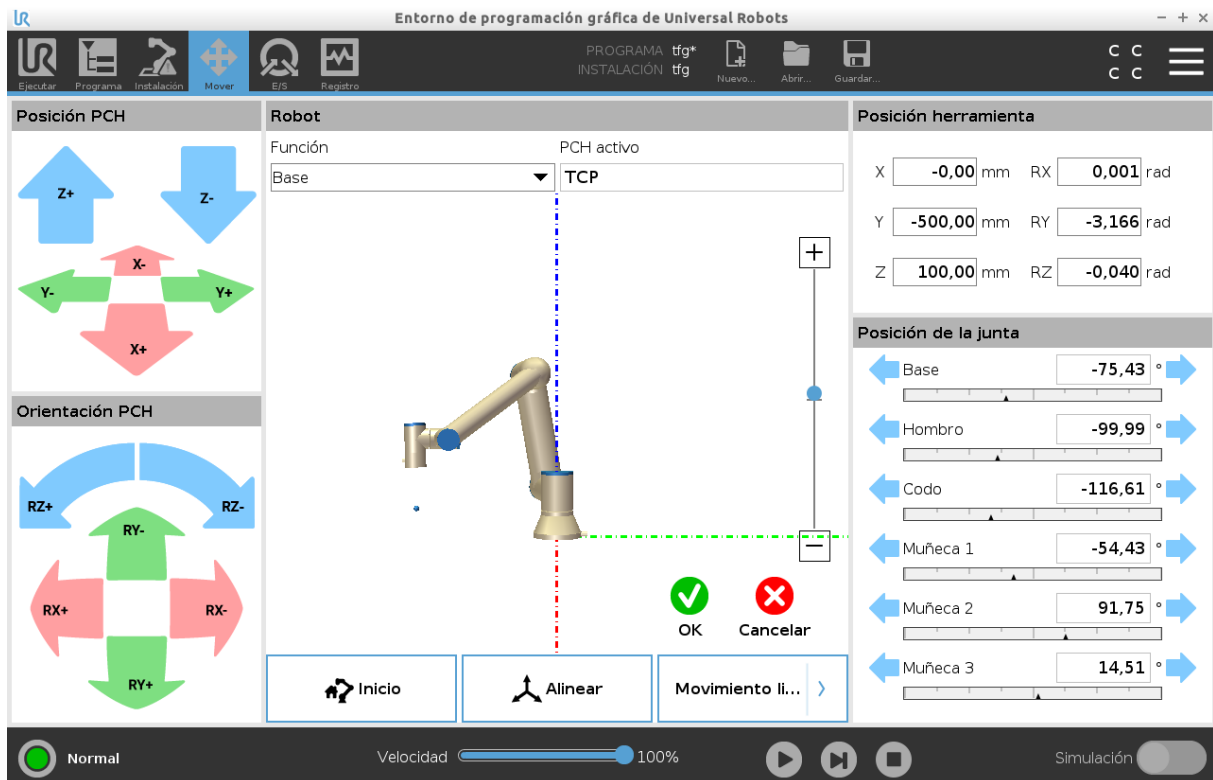 Entorno de programación gráfica de Universal Robots
PROGRAMA tfg*
INSTALACIÓN tfg
Ejecutar Programa Instalación Mover E/S Registro Nuevo... Abrir... Guardar...
C C
C C
Posición PCH
Z+ Z-
X-
Y- Y+
X+
Orientación PCH
RZ+ RZ-
RY-
RX+ RX-
RY+
Robot
Función PCH activo
Base TCP
OK Cancelar
Inicio Alinear Movimiento li...
Posición herramienta
X -0,00 mm RX 0,001 rad
Y -500,00 mm RY -3,166 rad
Z 100,00 mm RZ -0,040 rad
Posición de la junta
Base -75,43 °
Hombro -99,99 °
Codo -116,61 °
Muñeca 1 -54,43 °
Muñeca 2 91,75 °
Muñeca 3 14,51 °
Normal Velocidad 100% Simulación